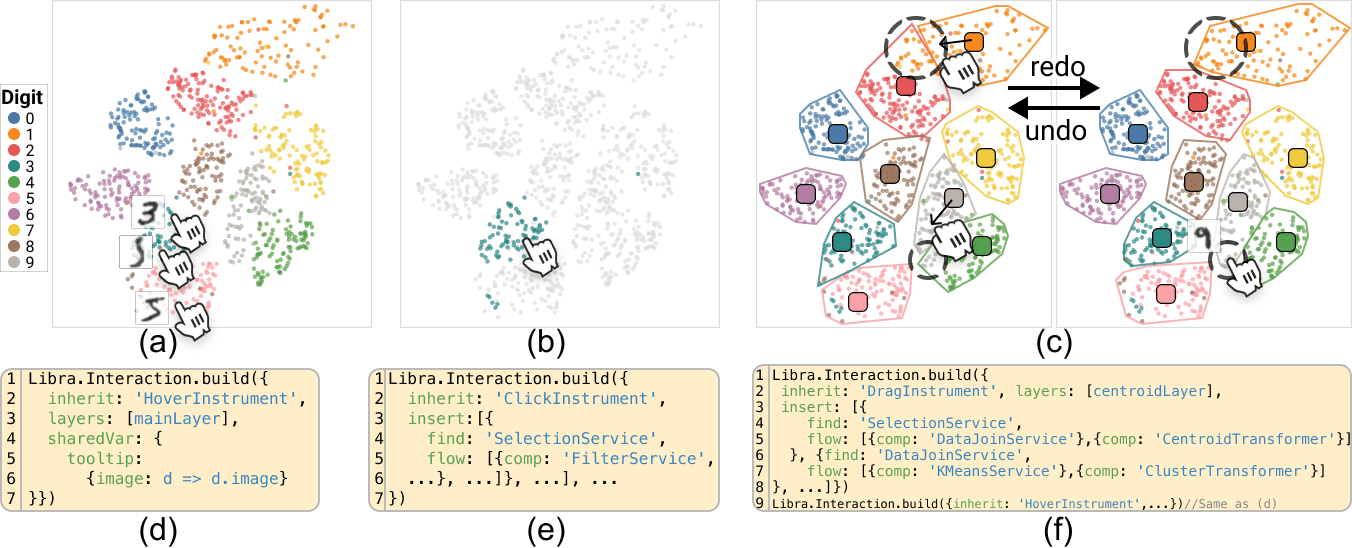 Digit
0
1
2
3
4
5
6
7
8
9
3
5
5
(a)
(b)
redo
undo
9
(c)
1 Libra.Interaction.build({
2 inherit: 'HoverInstrument',
3 layers: [mainLayer],
4 sharedVar: {
5 tooltip:
6 {image: d => d.image}
7 }})
(d)
1 Libra.Interaction.build({
2 inherit: 'ClickInstrument',
3 insert:[{
4 find: 'SelectionService',
5 flow: [{comp: 'FilterService',
6 ...}, ...]}, ...], ...
7 })
(e)
1 Libra.Interaction.build({
2 inherit: 'DragInstrument', layers: [centroidLayer],
3 insert: [{
4 find: 'SelectionService',
5 flow: [{comp: 'DataJoinService'},{comp: 'CentroidTransformer'}]
6 }, {find: 'DataJoinService',
7 flow: [{comp: 'KMeansService'},{comp: 'ClusterTransformer'}]
8 }, ...]})
9 Libra.Interaction.build({inherit: 'HoverInstrument',...})//Same as (d)
(f)